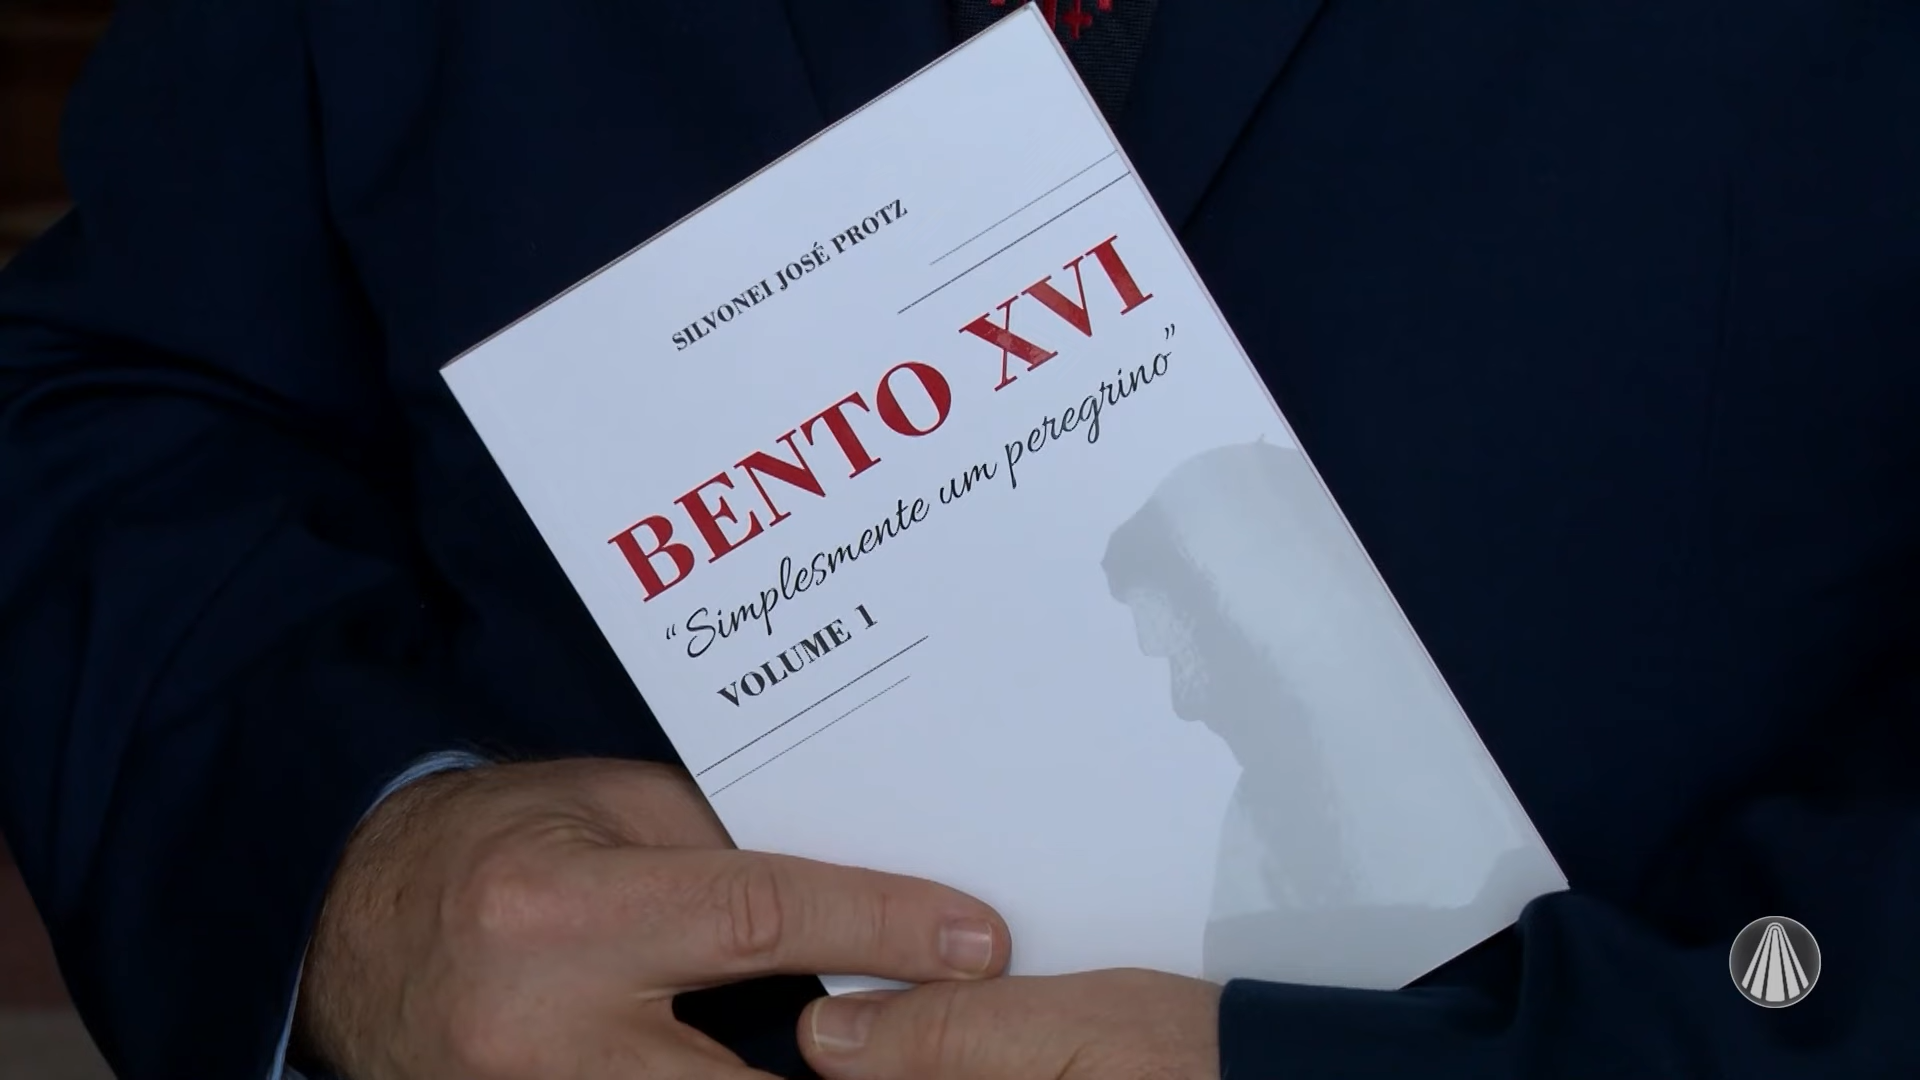 SILVONEI JOSÉ PROTZ
BENTO XVI
“Simplesmente um peregrino”
VOLUME 1